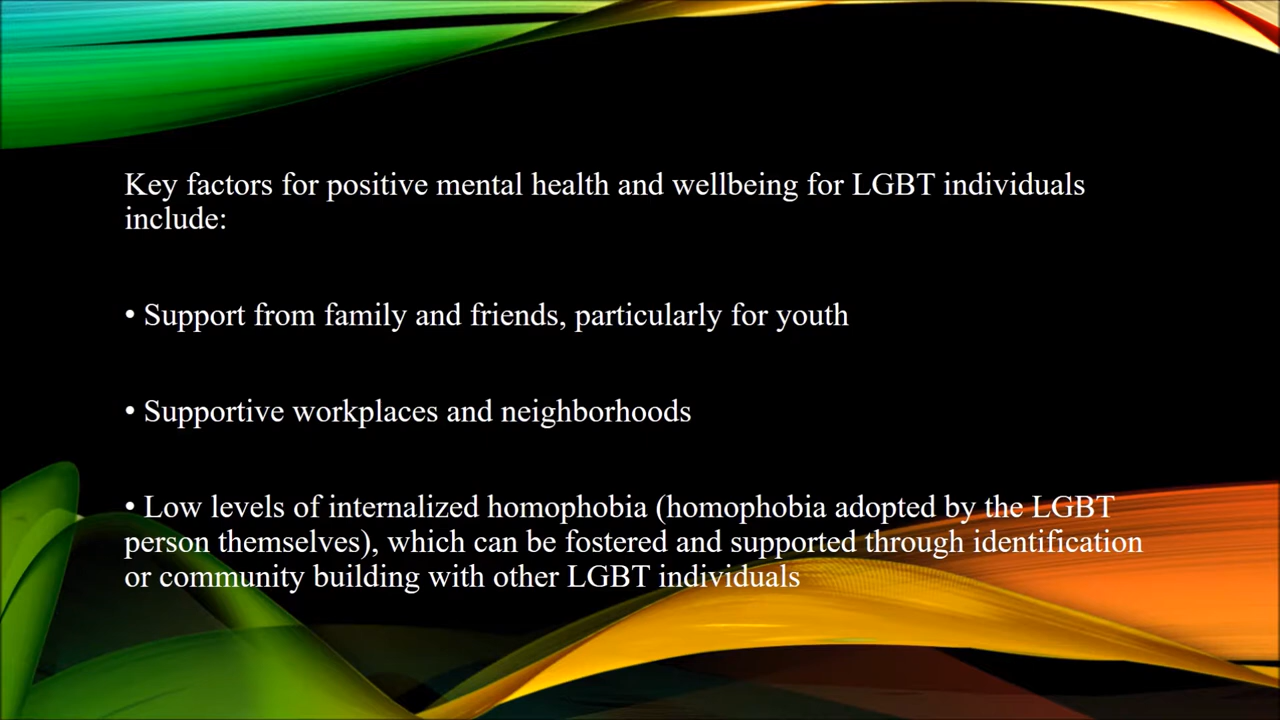 Key factors for positive mental health and wellbeing for LGBT individuals
include:
• Support from family and friends, particularly for youth
• Supportive workplaces and neighborhoods
• Low levels of internalized homophobia (homophobia adopted by the LGBT
person themselves), which can be fostered and supported through identification
or community building with other LGBT individuals